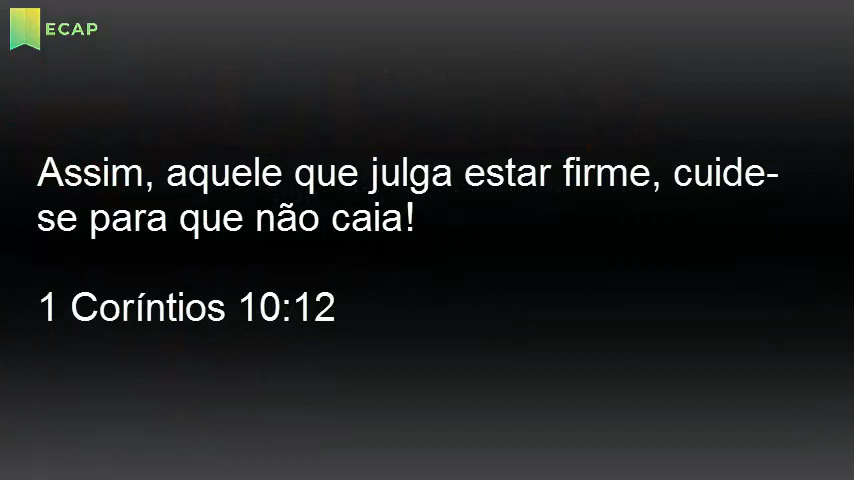 ECAP
Assim, aquele que julga estar firme, cuide-
se para que não caia!
1 Coríntios 10:12